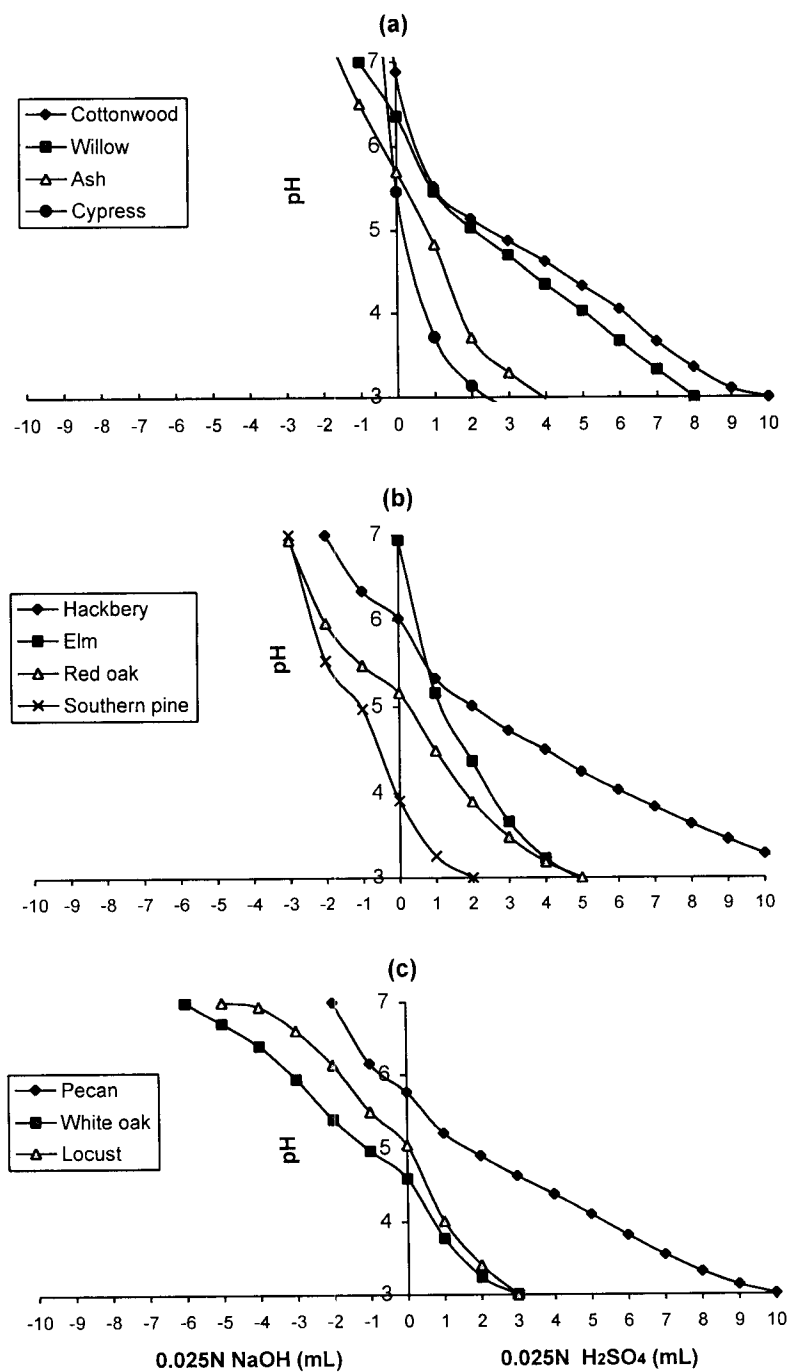 (a)
7
Cottonwood
Willow
Ash
Cypress
6
pH
5
4
3
-10 -9 -8 -7 -6 -5 -4 -3 -2 -1 0 1 2 3 4 5 6 7 8 9 10
(b)
7
Hackbery
Elm
Red oak
Southern pine
6
pH
5
4
3
-10 -9 -8 -7 -6 -5 -4 -3 -2 -1 0 1 2 3 4 5 6 7 8 9 10
(c)
7
Pecan
White oak
Locust
6
pH
5
4
3
-10 -9 -8 -7 -6 -5 -4 -3 -2 -1 0 1 2 3 4 5 6 7 8 9 10
0.025N NaOH (mL) 0.025N H₂SO₄ (mL)